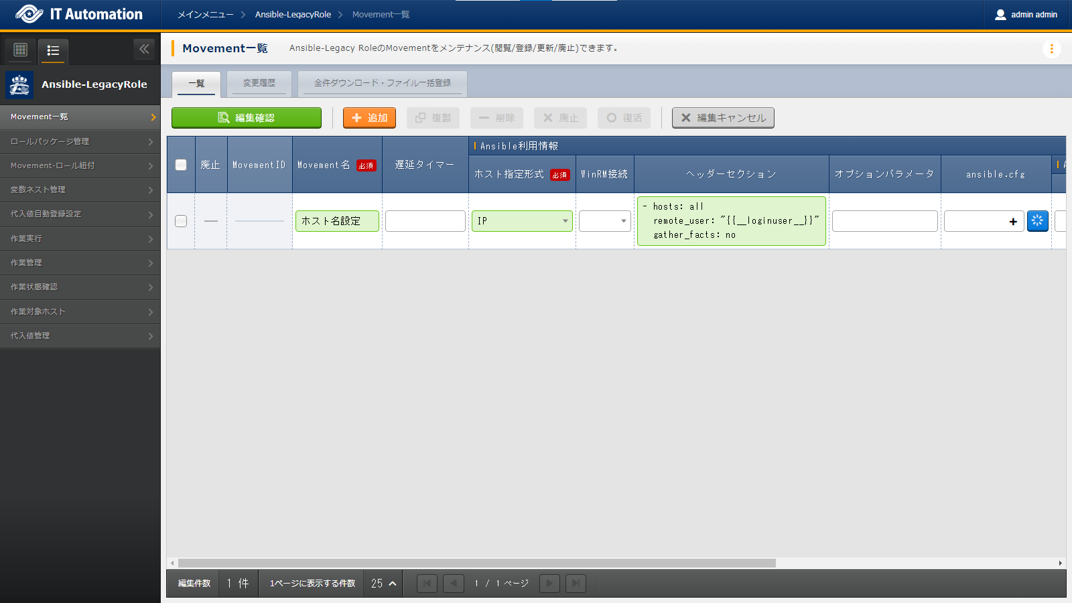 IT Automation
メインメニュー > Ansible-LegacyRole > Movement一覧
admin admin
Movement一覧
Ansible-Legacy RoleのMovementをメンテナンス(閲覧/登録/更新/廃止)できます。
Ansible-LegacyRole
Movement一覧
ロールパッケージ管理
Movement-ロール紐付
変数ネスト管理
代入値自動登録設定
作業実行
作業管理
作業状態確認
作業対象ホスト
代入値管理
一覧
変更履歴
全件ダウンロード・ファイル一括登録
編集確認
追加
複製
削除
廃止
復活
編集キャンセル
Ansible利用情報
廃止
MovementID
Movement名 必須
遅延タイマー
ホスト指定形式 必須
WinRM接続
ヘッダーセクション
オプションパラメータ
ansible.cfg
ホスト名設定
IP
- hosts: all
remote_user: "{{__loginuser__}}"
gather_facts: no
編集件数 1 件
1ページに表示する件数 25
1 / 1 ページ